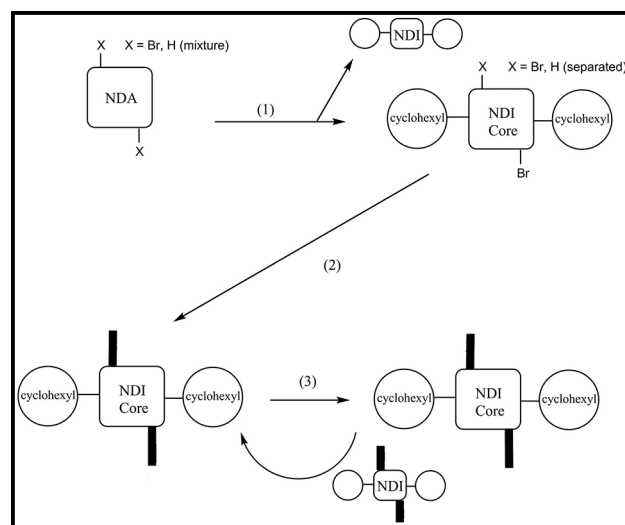 X X = Br, H (mixture)
NDA
X
(1)
NDI
X X = Br, H (separated)
cyclohexyl
NDI
Core
cyclohexyl
Br
(2)
cyclohexyl
NDI
Core
cyclohexyl
(3)
cyclohexyl
NDI
Core
cyclohexyl
NDI